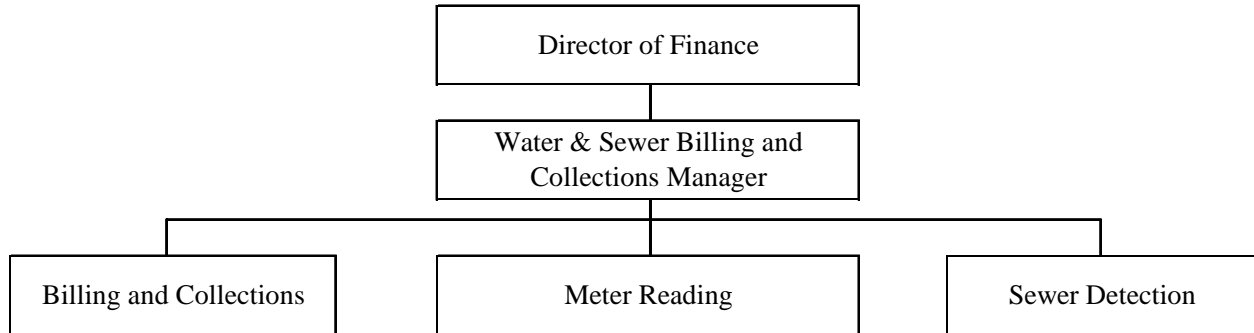 Director of Finance
Water & Sewer Billing and
Collections Manager
Billing and Collections
Meter Reading
Sewer Detection